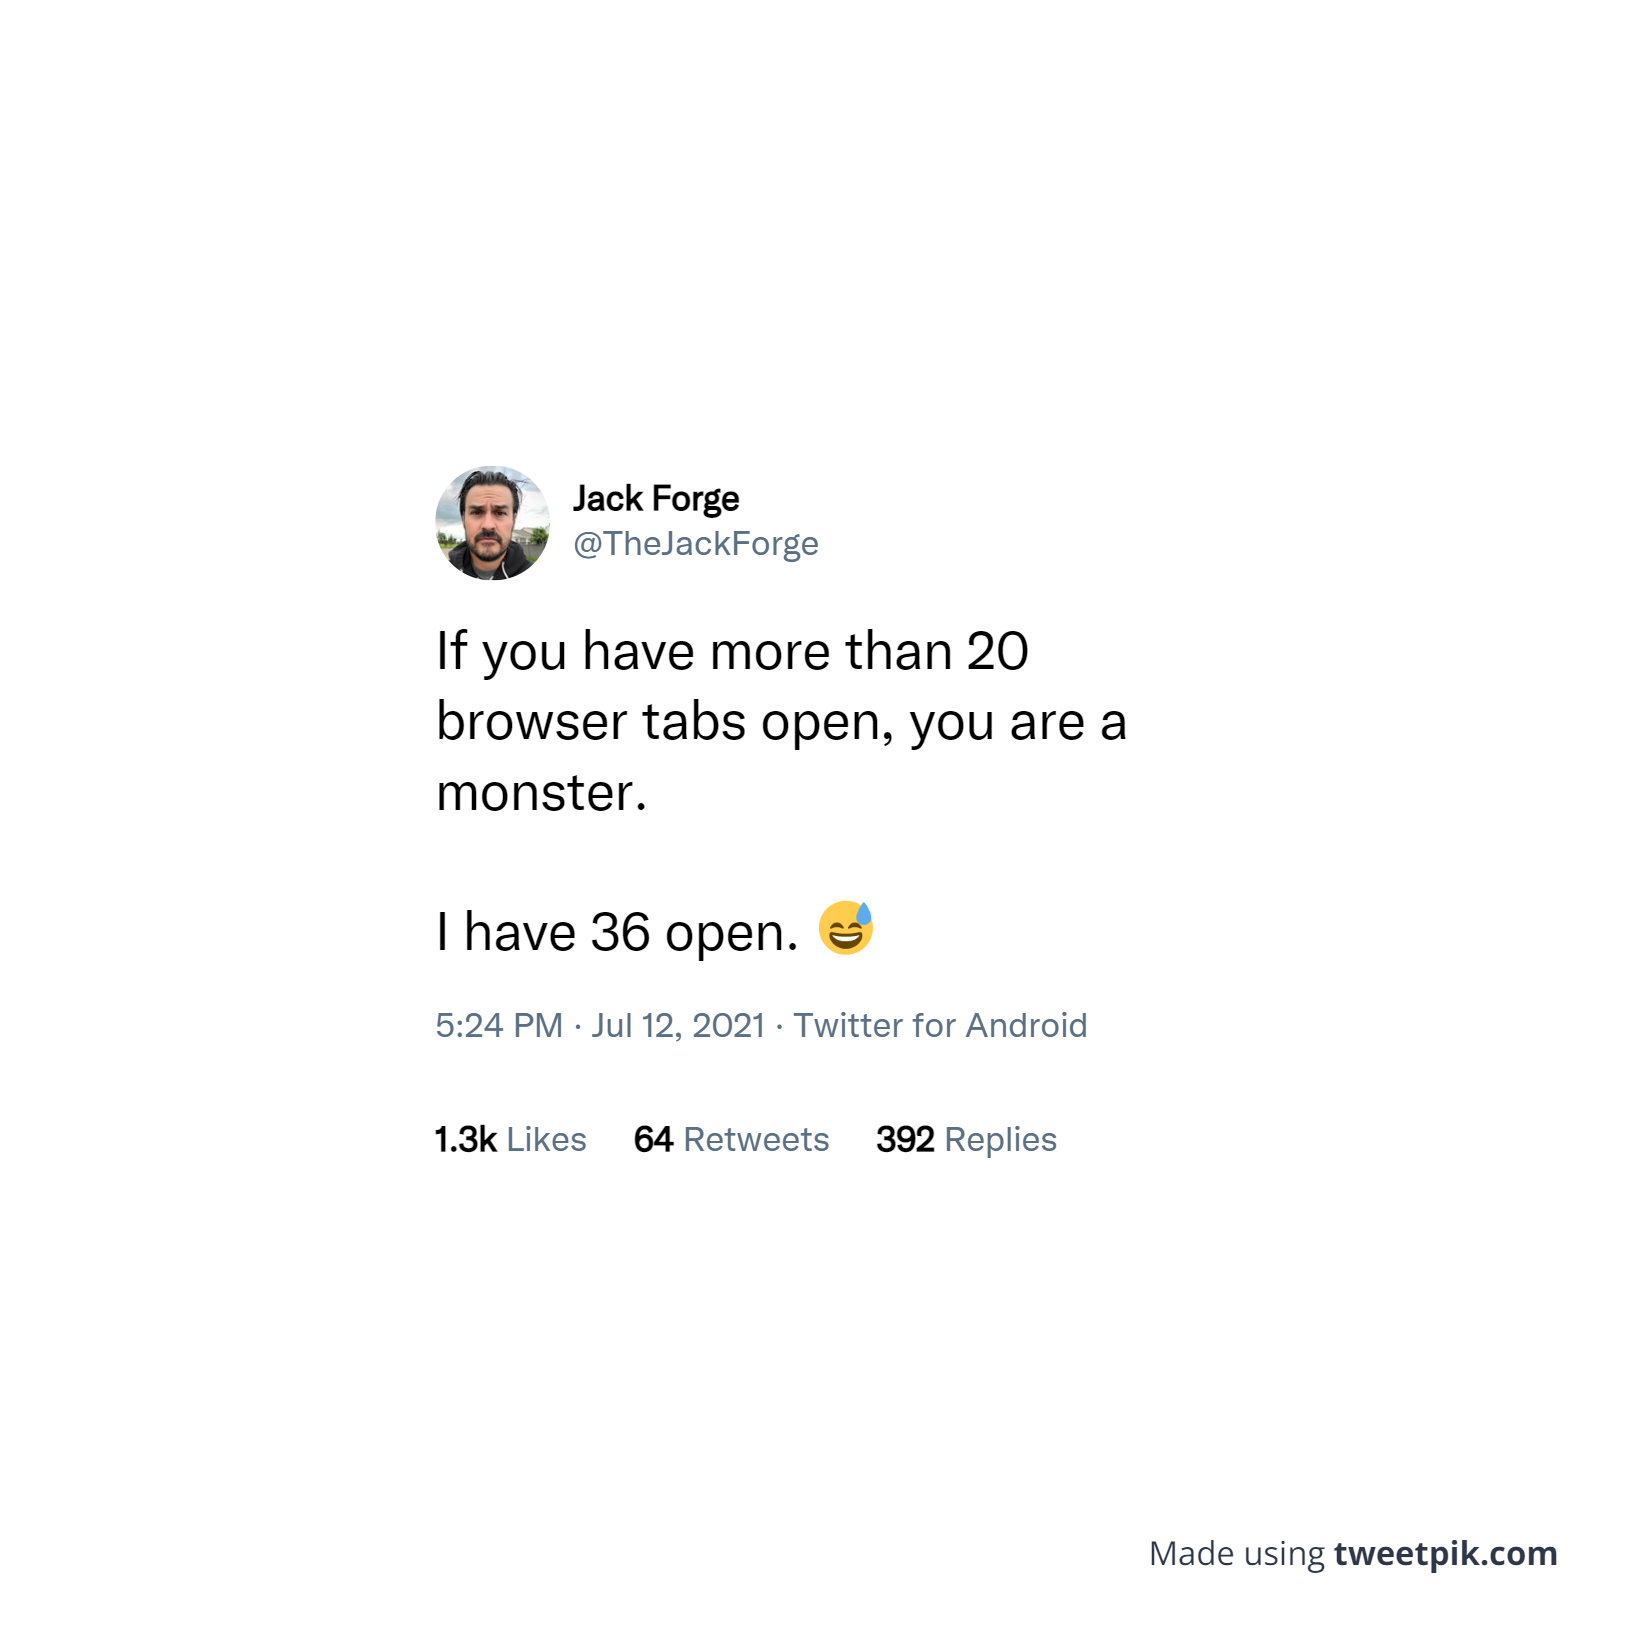 Jack Forge
@TheJackForge
If you have more than 20
browser tabs open, you are a
monster.
I have 36 open. 😅
5:24 PM · Jul 12, 2021 · Twitter for Android
1.3k Likes 64 Retweets 392 Replies
Made using tweetpik.com